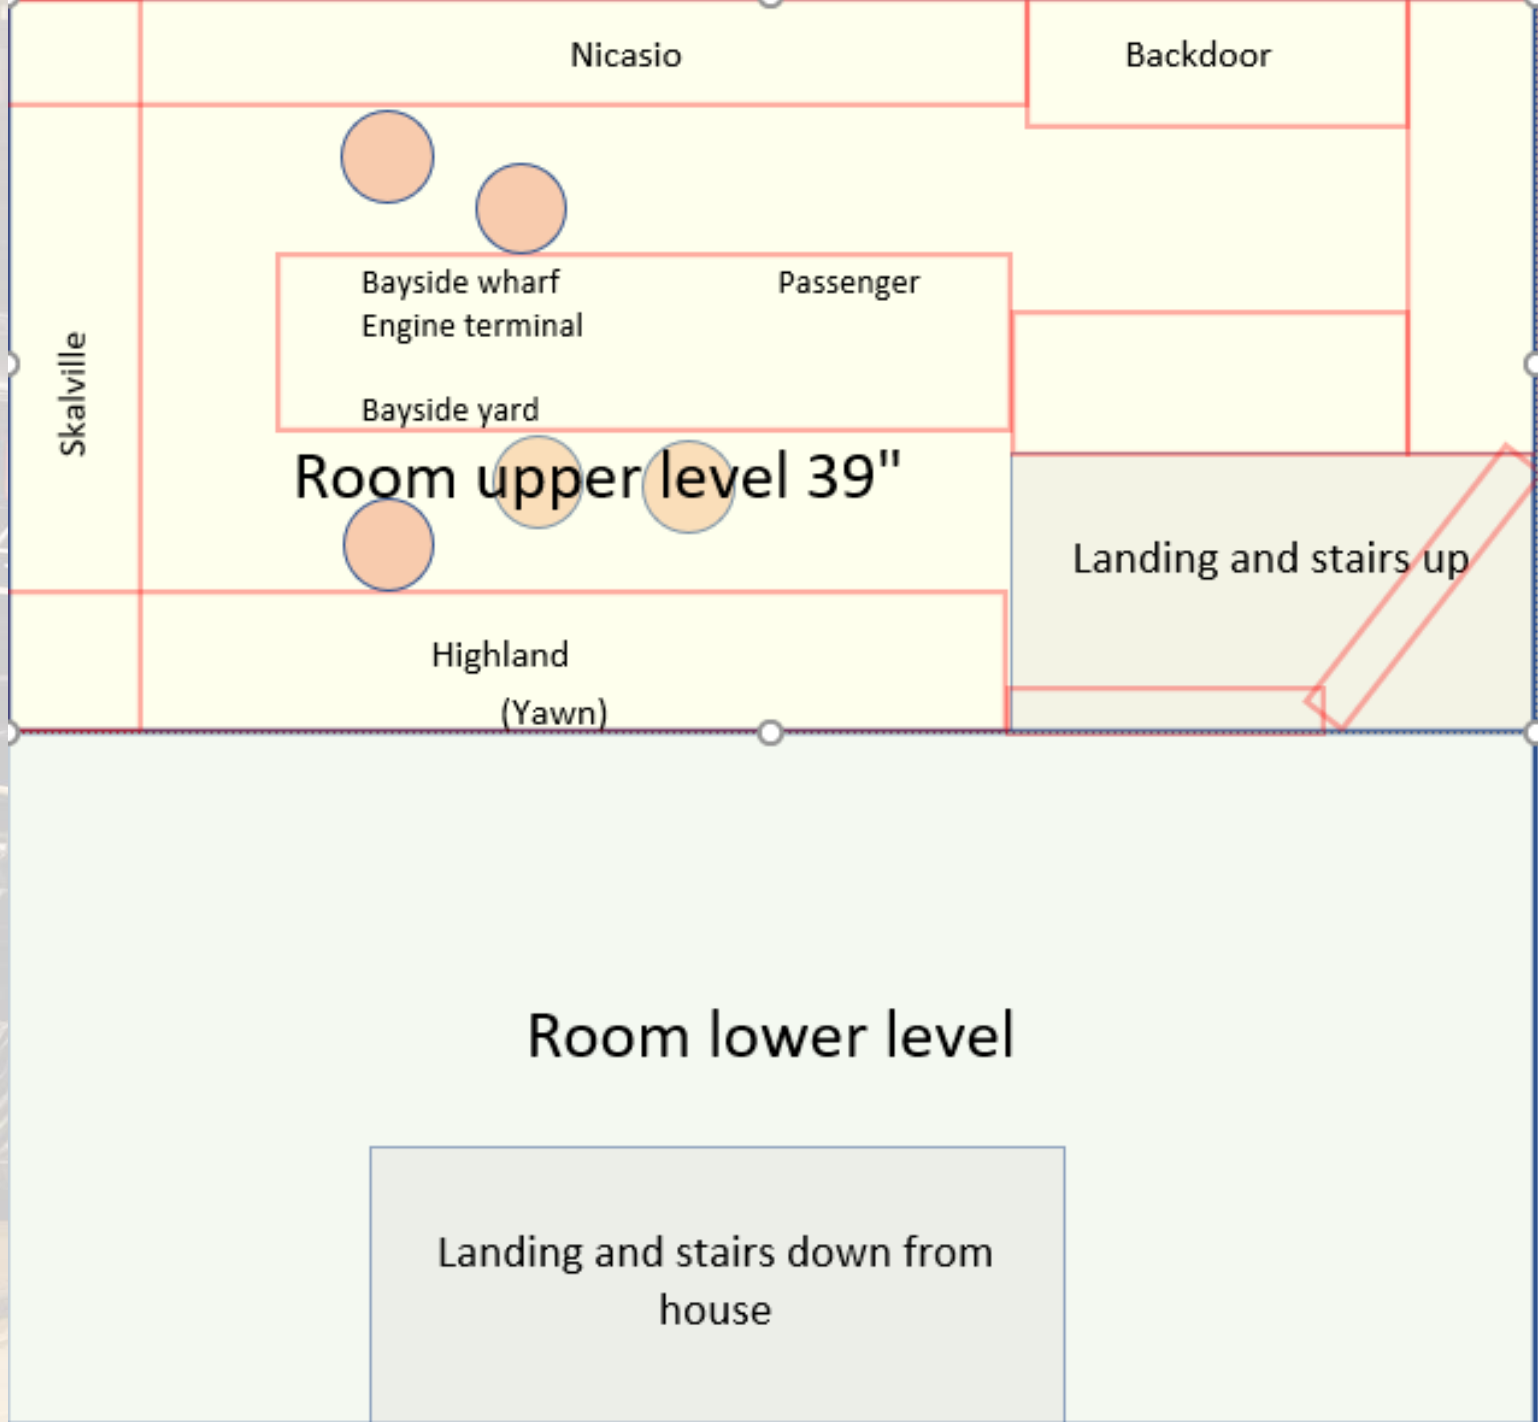 Nicasio
Backdoor
Bayside wharf
Passenger
Engine terminal
Skalville
Bayside yard
Room upper level 39"
Landing and stairs up
Highland
(Yawn)
Room lower level
Landing and stairs down from
house